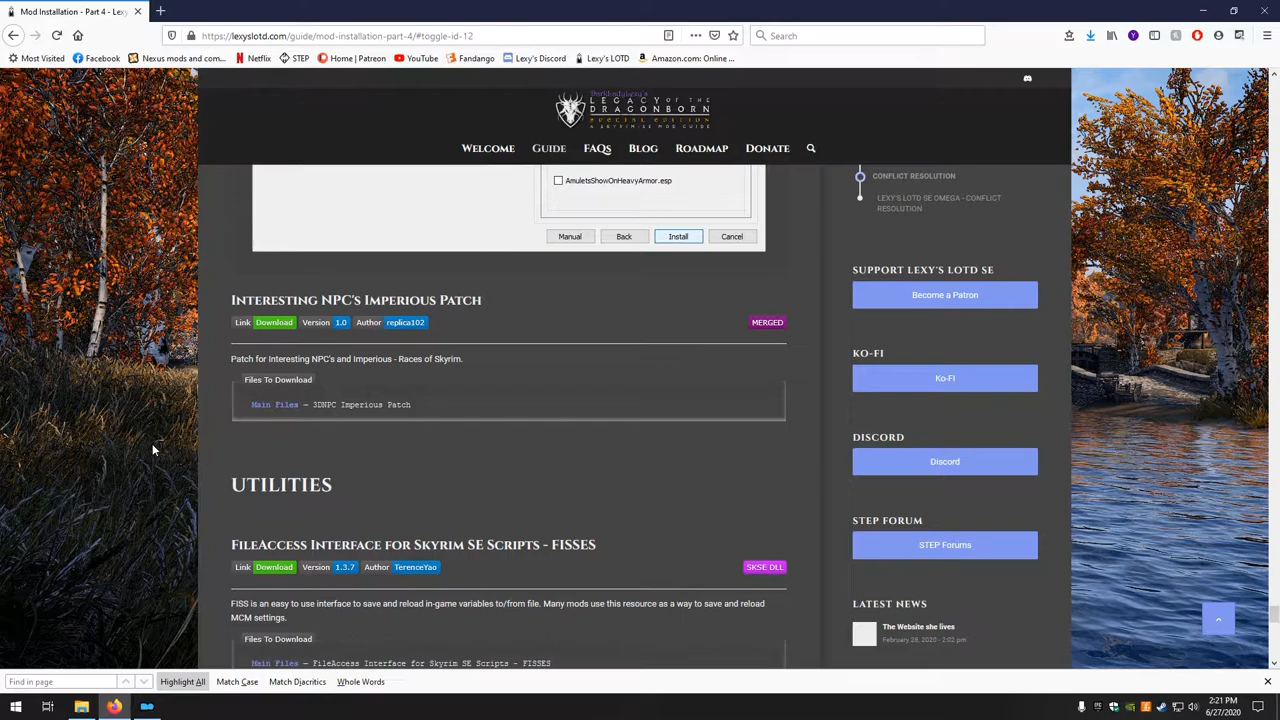 Mod Installation - Part 4 - Lexy
https://lexyslotd.com/guide/mod-installation-part-4/#toggle-id-12
Search
Most Visited
Facebook
Nexus mods and com...
Netflix
STEP
Home | Patreon
YouTube
Fandango
Lexy's Discord
Lexy's LOTD
Amazon.com: Online ...
DarkladyLexy's
LEGACY OF THE
DRAGONBORN
SPECIAL EDITION
A SKYRIM:SE MOD GUIDE
WELCOME
GUIDE
FAQS
BLOG
ROADMAP
DONATE
AmuletsShowOnHeavyArmor.esp
Manual
Back
Install
Cancel
CONFLICT RESOLUTION
LEXY'S LOTD SE OMEGA - CONFLICT
RESOLUTION
INTERESTING NPC'S IMPERIOUS PATCH
Link Download Version 1.0 Author replica102
MERGED
Patch for Interesting NPC's and Imperious - Races of Skyrim.
Files To Download
Main Files – 3DNPC Imperious Patch
UTILITIES
FILEACCESS INTERFACE FOR SKYRIM SE SCRIPTS - FISSES
Link Download Version 1.3.7 Author TerenceYao
SKSE DLL
FISS is an easy to use interface to save and reload in-game variables to/from file. Many mods use this resource as a way to save and reload
MCM settings.
Files To Download
Main Files – FileAccess Interface for Skyrim SE Scripts - FISSES
SUPPORT LEXY'S LOTD SE
Become a Patron
KO-FI
Ko-Fi
DISCORD
Discord
STEP FORUM
STEP Forums
LATEST NEWS
The Website she lives
February 28, 2020 - 2:02 pm
Find in page
Highlight All
Match Case
Match Diacritics
Whole Words
2:21 PM
6/27/2020